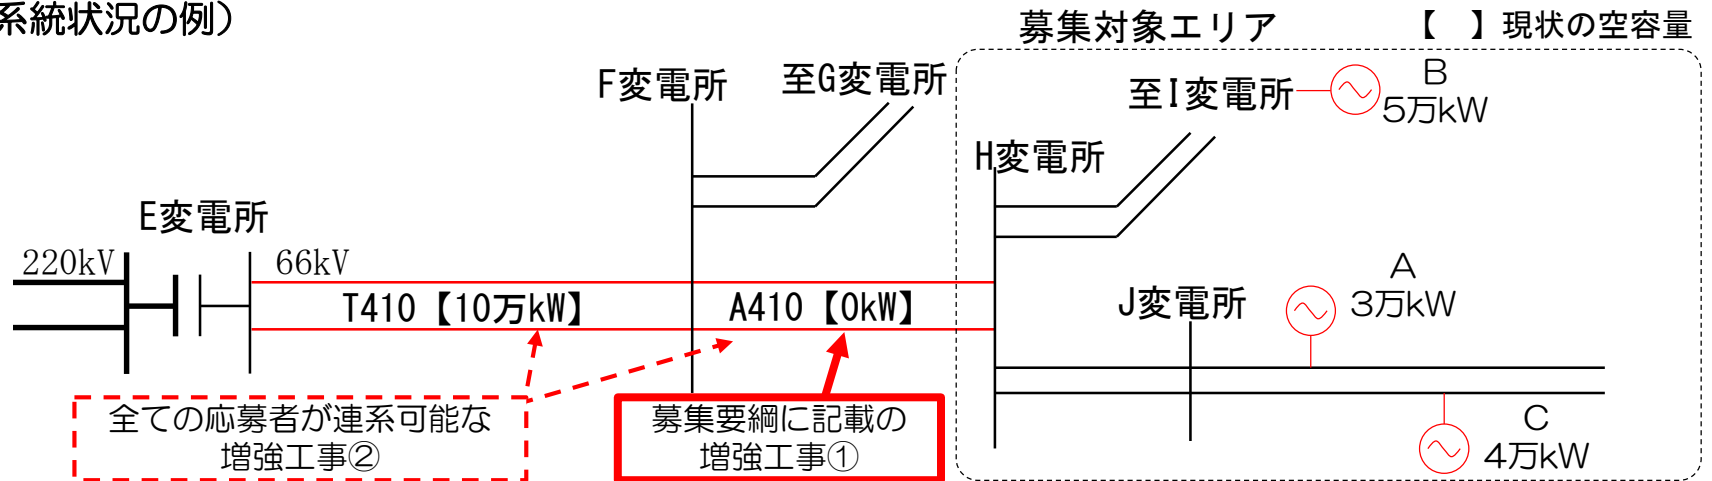 系統状況の例）
募集対象エリア
【　】現状の空容量
F変電所
至G変電所
至I変電所
B
5万kW
H変電所
E変電所
220kV
66kV
T410【10万kW】
A410【0kW】
J変電所
A
3万kW
全ての応募者が連系可能な
増強工事②
募集要綱に記載の
増強工事①
C
4万kW